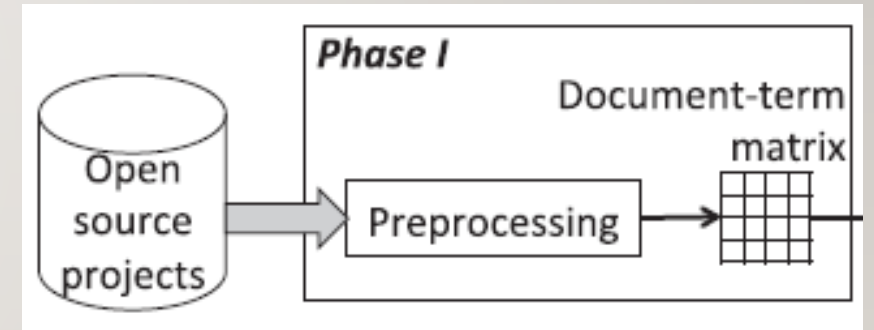 Phase I
Document-term
matrix
Open
source
projects
Preprocessing